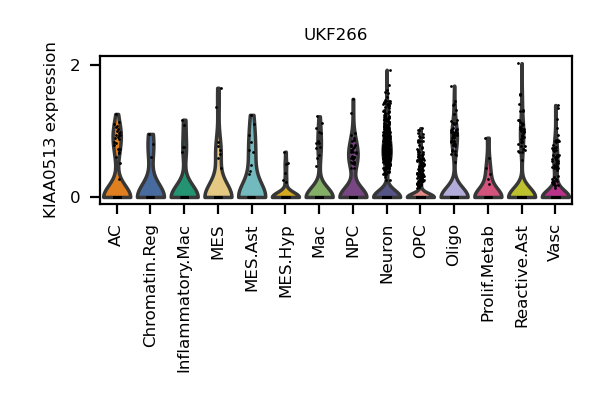 UKF266
KIAA0513 expression
2
0
AC
Chromatin.Reg
Inflammatory.Mac
MES
MES.Ast
MES.Hyp
Mac
NPC
Neuron
OPC
Oligo
Prolif.Metab
Reactive.Ast
Vasc